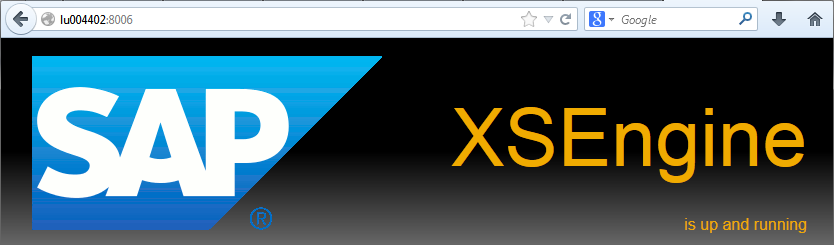 lu004402:8006
Google
SAP
®
XSEngine
is up and running